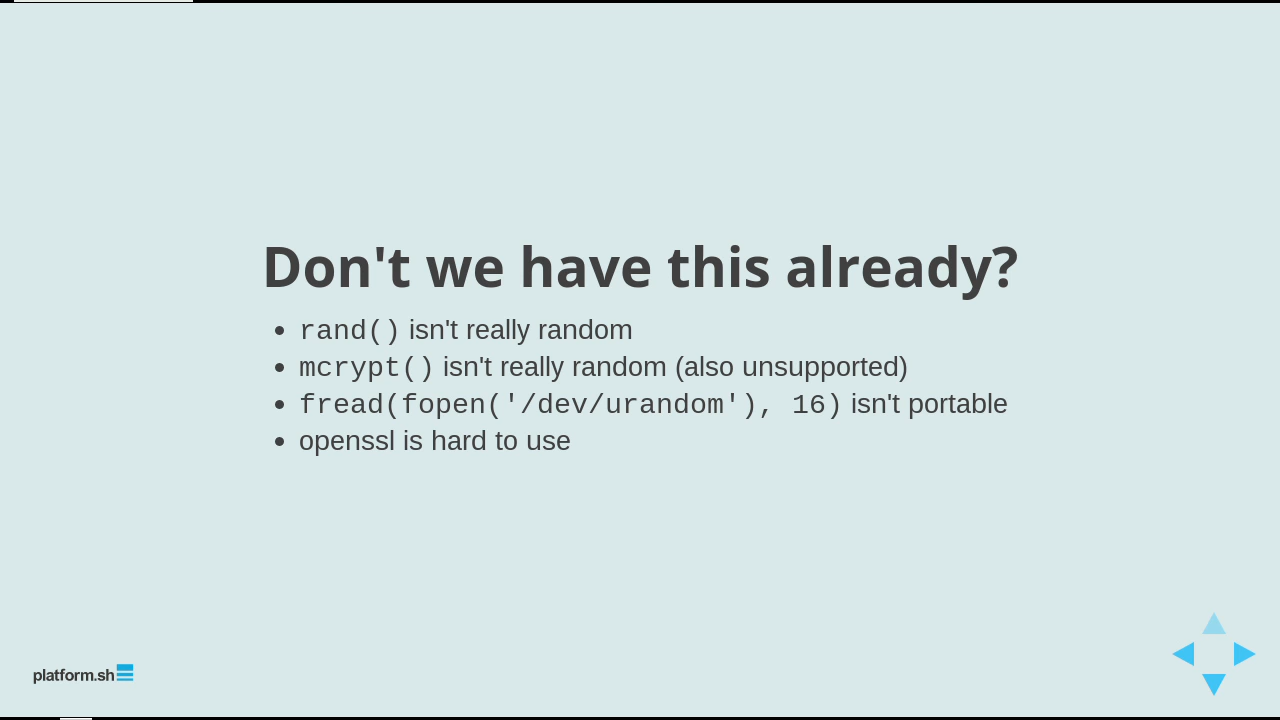 Don't we have this already?
• rand() isn't really random
• mcrypt() isn't really random (also unsupported)
• fread(fopen('/dev/urandom'), 16) isn't portable
• openssl is hard to use
platform.sh